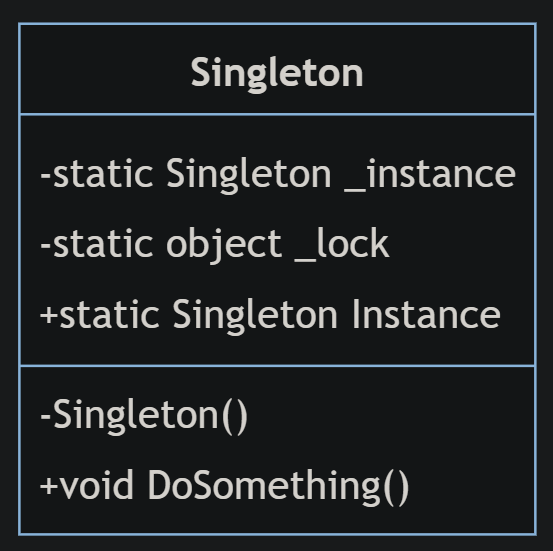 Singleton
-static Singleton _instance
-static object _lock
+static Singleton Instance
-Singleton()
+void DoSomething()